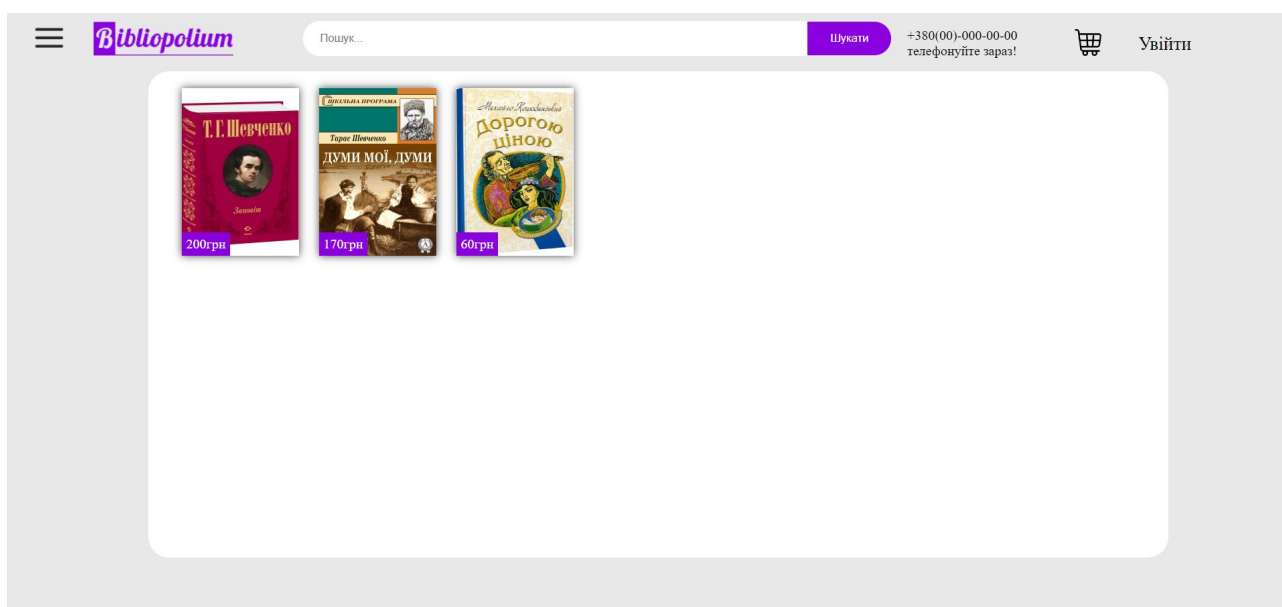 Bibliopolium
Пошук...
Шукати
+380(00)-000-00-00
телефонуйте зараз!
Увійти
Т. Г. Шевченко
Заповіт
200грн
ШКІЛЬНА ПРОГРАМА
Тарас Шевченко
ДУМИ МОЇ, ДУМИ
170грн
Михайло Коцюбинський
Дорогою
ціною
60грн